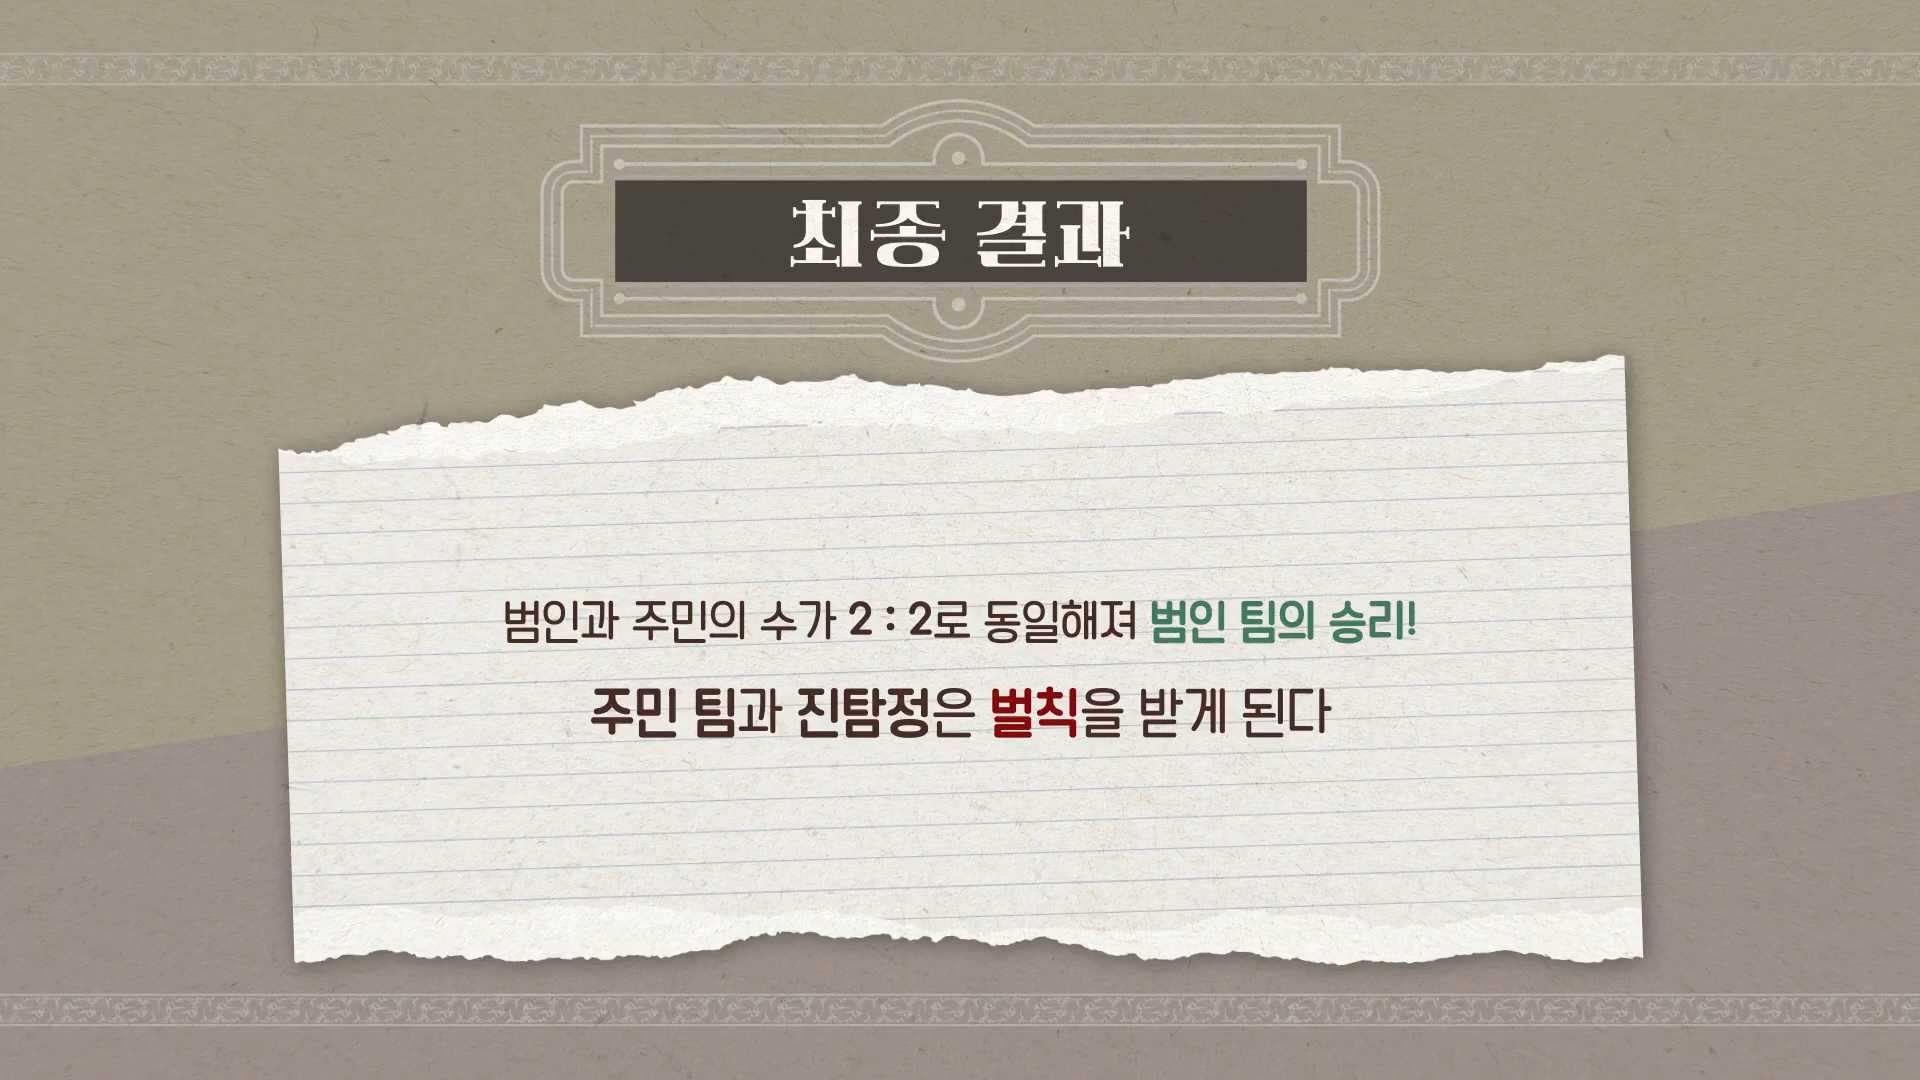 최종 결과
범인과 주민의 수가 2 : 2로 동일해져 범인 팀의 승리!
주민 팀과 진탐정은 벌칙을 받게 된다